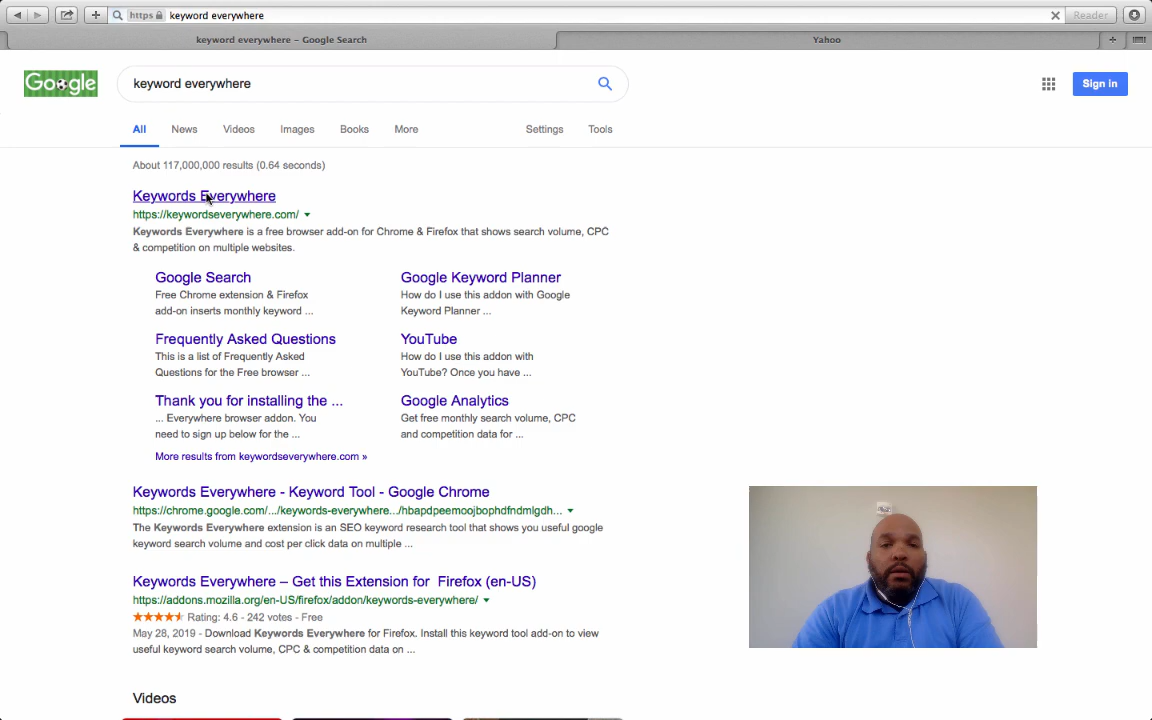 https keyword everywhere Reader
keyword everywhere – Google Search Yahoo
Google keyword everywhere Sign in
All News Videos Images Books More Settings Tools
About 117,000,000 results (0.64 seconds)
Keywords Everywhere
https://keywordseverywhere.com/
Keywords Everywhere is a free browser add-on for Chrome & Firefox that shows search volume, CPC
& competition on multiple websites.
Google Search
Free Chrome extension & Firefox
add-on inserts monthly keyword ...
Google Keyword Planner
How do I use this addon with Google
Keyword Planner ...
Frequently Asked Questions
This is a list of Frequently Asked
Questions for the Free browser ...
YouTube
How do I use this addon with
YouTube? Once you have ...
Thank you for installing the ...
... Everywhere browser addon. You
need to sign up below for the ...
Google Analytics
Get free monthly search volume, CPC
and competition data for ...
More results from keywordseverywhere.com »
Keywords Everywhere - Keyword Tool - Google Chrome
https://chrome.google.com/.../keywords-everywhere.../hbapdpeemoojbophdfndmlgdh...
The Keywords Everywhere extension is an SEO keyword research tool that shows you useful google
keyword search volume and cost per click data on multiple ...
Keywords Everywhere – Get this Extension for Firefox (en-US)
https://addons.mozilla.org/en-US/firefox/addon/keywords-everywhere/
Rating: 4.6 - 242 votes - Free
May 28, 2019 - Download Keywords Everywhere for Firefox. Install this keyword tool add-on to view
useful keyword search volume, CPC & competition data on ...
Videos